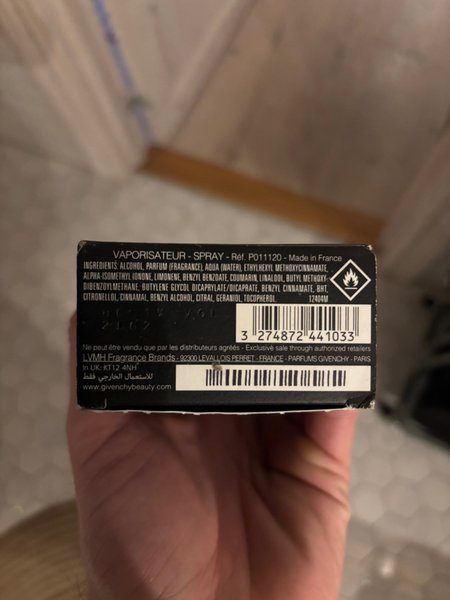 VAPORISATEUR - SPRAY - Réf. P011120 - Made in France
INGREDIENTS: ALCOHOL, PARFUM (FRAGRANCE), AQUA (WATER), ETHYLHEXYL METHOXYCINNAMATE,
ALPHA-ISOMETHYL IONONE, LIMONENE, BENZYL BENZOATE, COUMARIN, LINALOOL, BUTYL METHOXY-
DIBENZOYLMETHANE, BUTYLENE GLYCOL DICAPRYLATE/DICAPRATE, BENZYL CINNAMATE, BHT,
CITRONELLOL, CINNAMAL, BENZYL ALCOHOL, CITRAL, GERANIOL, TOCOPHEROL.
12404M
3 274872 441033
Ne peut être vendu que par les distributeurs agréés - Exclusive sale through authorized retailers
LVMH Fragrance Brands - 92300 LEVALLOIS PERRET - FRANCE - PARFUMS GIVENCHY - PARIS
In UK: KT12 4NH
للاستعمال الخارجي فقط
www.givenchybeauty.com